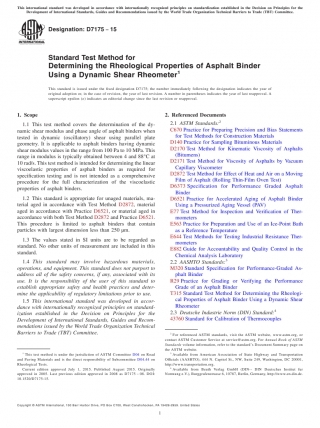 This international standard was developed in accordance with internationally recognized principles on standardization established in the Decision on Principles for the
Development of International Standards, Guides and Recommendations issued by the World Trade Organization Technical Barriers to Trade (TBT) Committee.
Designation: D7175 – 15
Standard Test Method for
Determining the Rheological Properties of Asphalt Binder
Using a Dynamic Shear Rheometer1
This standard is issued under the fixed designation D7175; the number immediately following the designation indicates the year of
original adoption or, in the case of revision, the year of last revision. A number in parentheses indicates the year of last reapproval. A
superscript epsilon (ε) indicates an editorial change since the last revision or reapproval.
1. Scope
1.1 This test method covers the determination of the dy-
namic shear modulus and phase angle of asphalt binders when
tested in dynamic (oscillatory) shear using parallel plate
geometry. It is applicable to asphalt binders having dynamic
shear modulus values in the range from 100 Pa to 10 MPa. This
range in modulus is typically obtained between 4 and 88°C at
10 rad/s. This test method is intended for determining the linear
viscoelastic properties of asphalt binders as required for
specification testing and is not intended as a comprehensive
procedure for the full characterization of the viscoelastic
properties of asphalt binder.
1.2 This standard is appropriate for unaged materials, ma-
terial aged in accordance with Test Method D2872, material
aged in accordance with Practice D6521, or material aged in
accordance with both Test Method D2872 and Practice D6521.
This procedure is limited to asphalt binders that contain
particles with largest dimension less than 250 µm.
1.3 The values stated in SI units are to be regarded as
standard. No other units of measurement are included in this
standard.
1.4 This standard may involve hazardous materials,
operations, and equipment. This standard does not purport to
address all of the safety concerns, if any, associated with its
use. It is the responsibility of the user of this standard to
establish appropriate safety and health practices and deter-
mine the applicability of regulatory limitations prior to use.
1.5 This international standard was developed in accor-
dance with internationally recognized principles on standard-
ization established in the Decision on Principles for the
Development of International Standards, Guides and Recom-
mendations issued by the World Trade Organization Technical
Barriers to Trade (TBT) Committee.
1 This test method is under the jurisdiction of ASTM Committee D04 on Road
and Paving Materials and is the direct responsibility of Subcommittee D04.44 on
Rheological Tests.
Current edition approved July 1, 2015. Published August 2015. Originally
approved in 2005. Last previous edition approved in 2008 as D7175 – 08. DOI:
10.1520/D7175-15.
2. Referenced Documents
2.1 ASTM Standards:2
C670 Practice for Preparing Precision and Bias Statements
for Test Methods for Construction Materials
D140 Practice for Sampling Bituminous Materials
D2170 Test Method for Kinematic Viscosity of Asphalts
(Bitumens)
D2171 Test Method for Viscosity of Asphalts by Vacuum
Capillary Viscometer
D2872 Test Method for Effect of Heat and Air on a Moving
Film of Asphalt (Rolling Thin-Film Oven Test)
D6373 Specification for Performance Graded Asphalt
Binder
D6521 Practice for Accelerated Aging of Asphalt Binder
Using a Pressurized Aging Vessel (PAV)
E77 Test Method for Inspection and Verification of Ther-
mometers
E563 Practice for Preparation and Use of an Ice-Point Bath
as a Reference Temperature
E644 Test Methods for Testing Industrial Resistance Ther-
mometers
E882 Guide for Accountability and Quality Control in the
Chemical Analysis Laboratory
2.2 AASHTO Standards:3
M320 Standard Specification for Performance-Graded As-
phalt Binder
R29 Practice for Grading or Verifying the Performance
Grade of an Asphalt Binder
T315 Standard Method Test for Determining the Rheologi-
cal Properties of Asphalt Binder Using a Dynamic Shear
Rheometer
2.3 Deutsche Industrie Norm (DIN) Standard:4
43760 Standard for Calibration of Thermocouples
2 For referenced ASTM standards, visit the ASTM website, www.astm.org, or
contact ASTM Customer Service at service@astm.org. For Annual Book of ASTM
Standards volume information, refer to the standard's Document Summary page on
the ASTM website.
3 Available from American Association of State Highway and Transportation
Officials (AASHTO), 444 N. Capitol St., NW, Suite 249, Washington, DC 20001,
http://www.transportation.org.
Copyright © ASTM International, 100 Barr Harbor Drive, PO Box C700, West Conshohocken, PA 19428-2959. United States
1